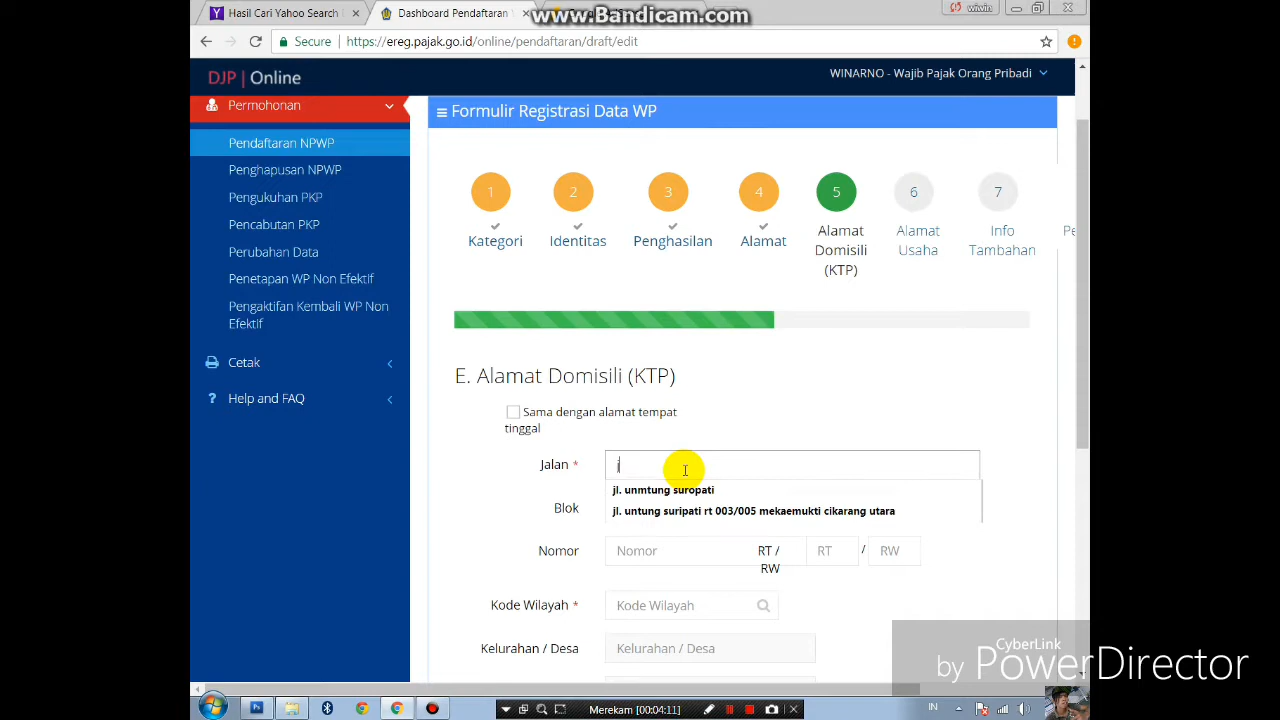 Hasil Cari Yahoo Search
Dashboard Pendaftaran
www.Bandicam.com
winwin
Secure
https://ereg.pajak.go.id/online/pendaftaran/draft/edit
DJP | Online
WINARNO - Wajib Pajak Orang Pribadi
Permohonan
Pendaftaran NPWP
Penghapusan NPWP
Pengukuhan PKP
Pencabutan PKP
Perubahan Data
Penetapan WP Non Efektif
Pengaktifan Kembali WP Non
Efektif
Cetak
Help and FAQ
Formulir Registrasi Data WP
1
2
3
4
5
6
7
Kategori
Identitas
Penghasilan
Alamat
Alamat
Domisili
(KTP)
Alamat
Usaha
Info
Tambahan
Pe
E. Alamat Domisili (KTP)
Sama dengan alamat tempat
tinggal
Jalan *
j
jl. unmtung suropati
jl. untung suripati rt 003/005 mekaemukti cikarang utara
Blok
Nomor
Nomor
RT /
RW
RT
/
RW
Kode Wilayah *
Kode Wilayah
Kelurahan / Desa
Kelurahan / Desa
CyberLink
by PowerDirector
Merekam [00:04:11]
IN